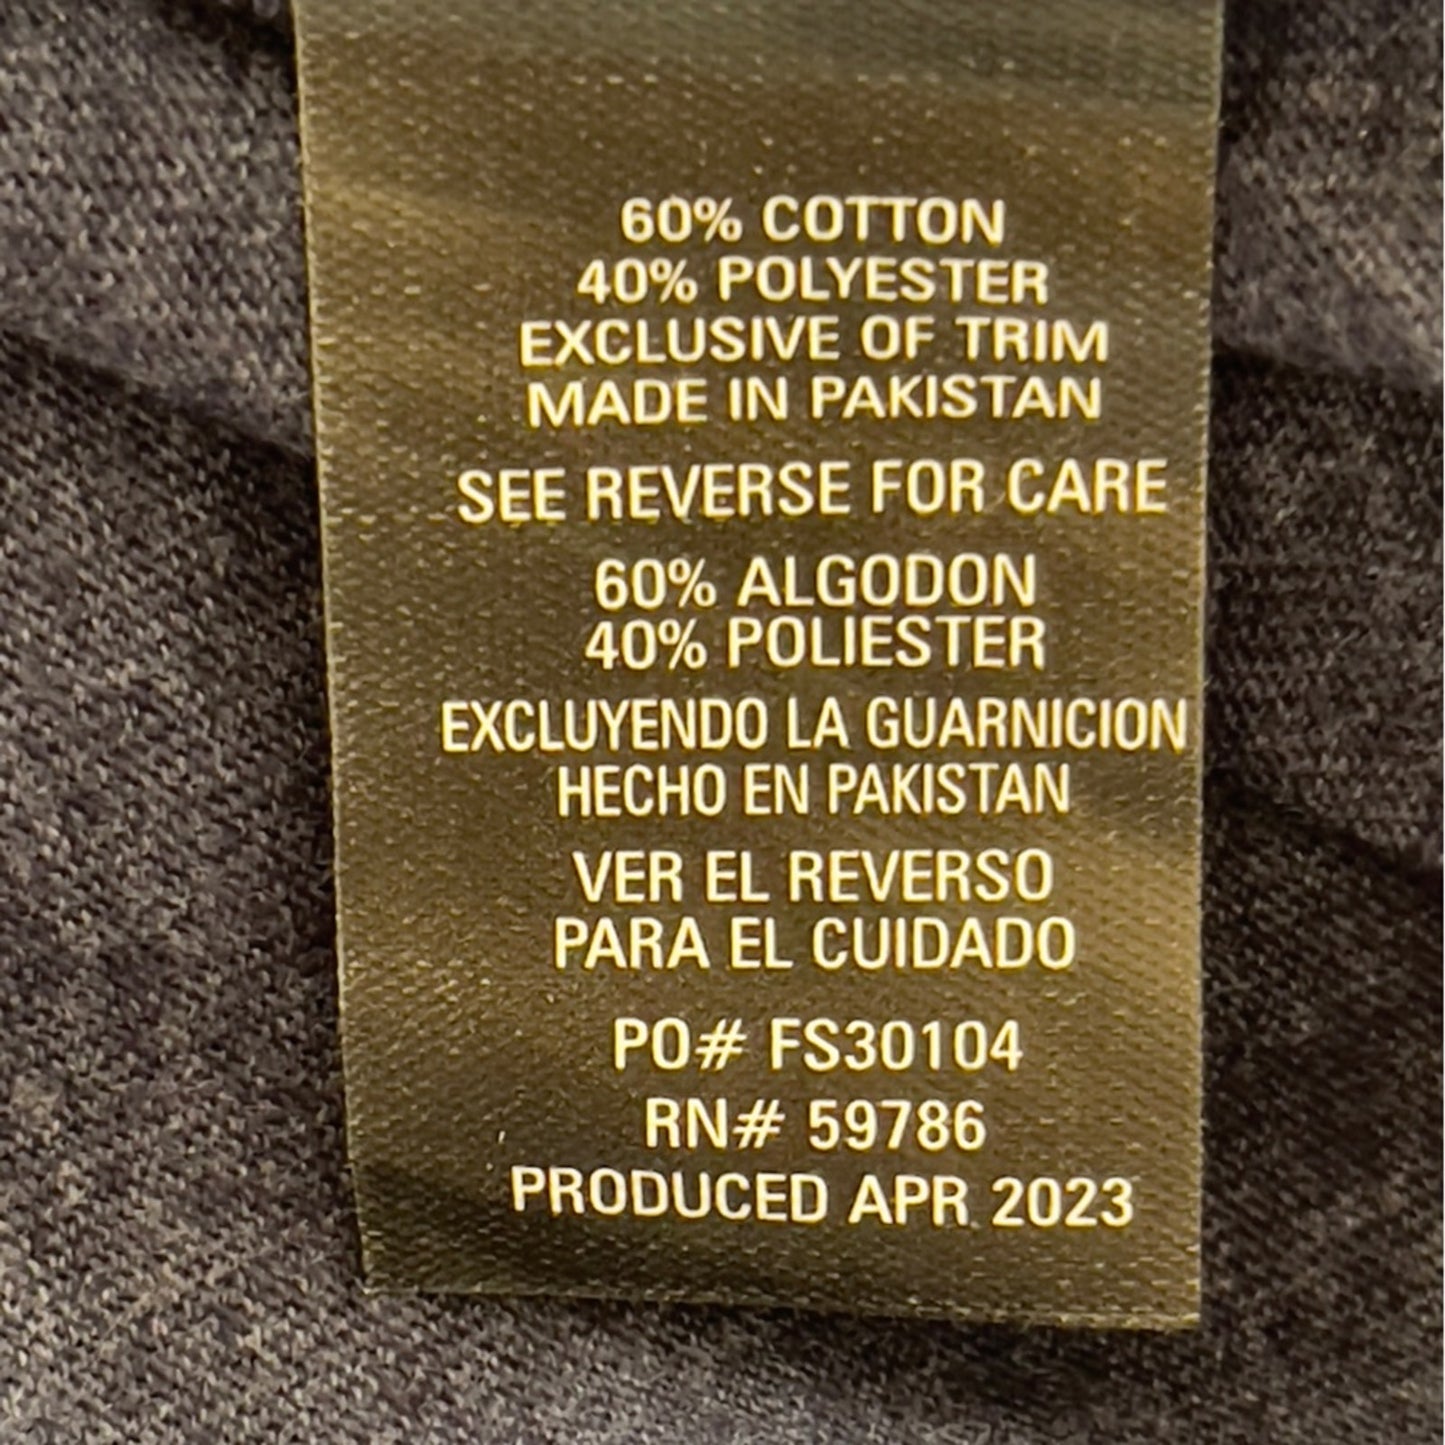 60% COTTON
40% POLYESTER
EXCLUSIVE OF TRIM
MADE IN PAKISTAN
SEE REVERSE FOR CARE
60% ALGODON
40% POLIESTER
EXCLUYENDO LA GUARNICION
HECHO EN PAKISTAN
VER EL REVERSO
PARA EL CUIDADO
PO# FS30104
RN# 59786
PRODUCED APR 2023